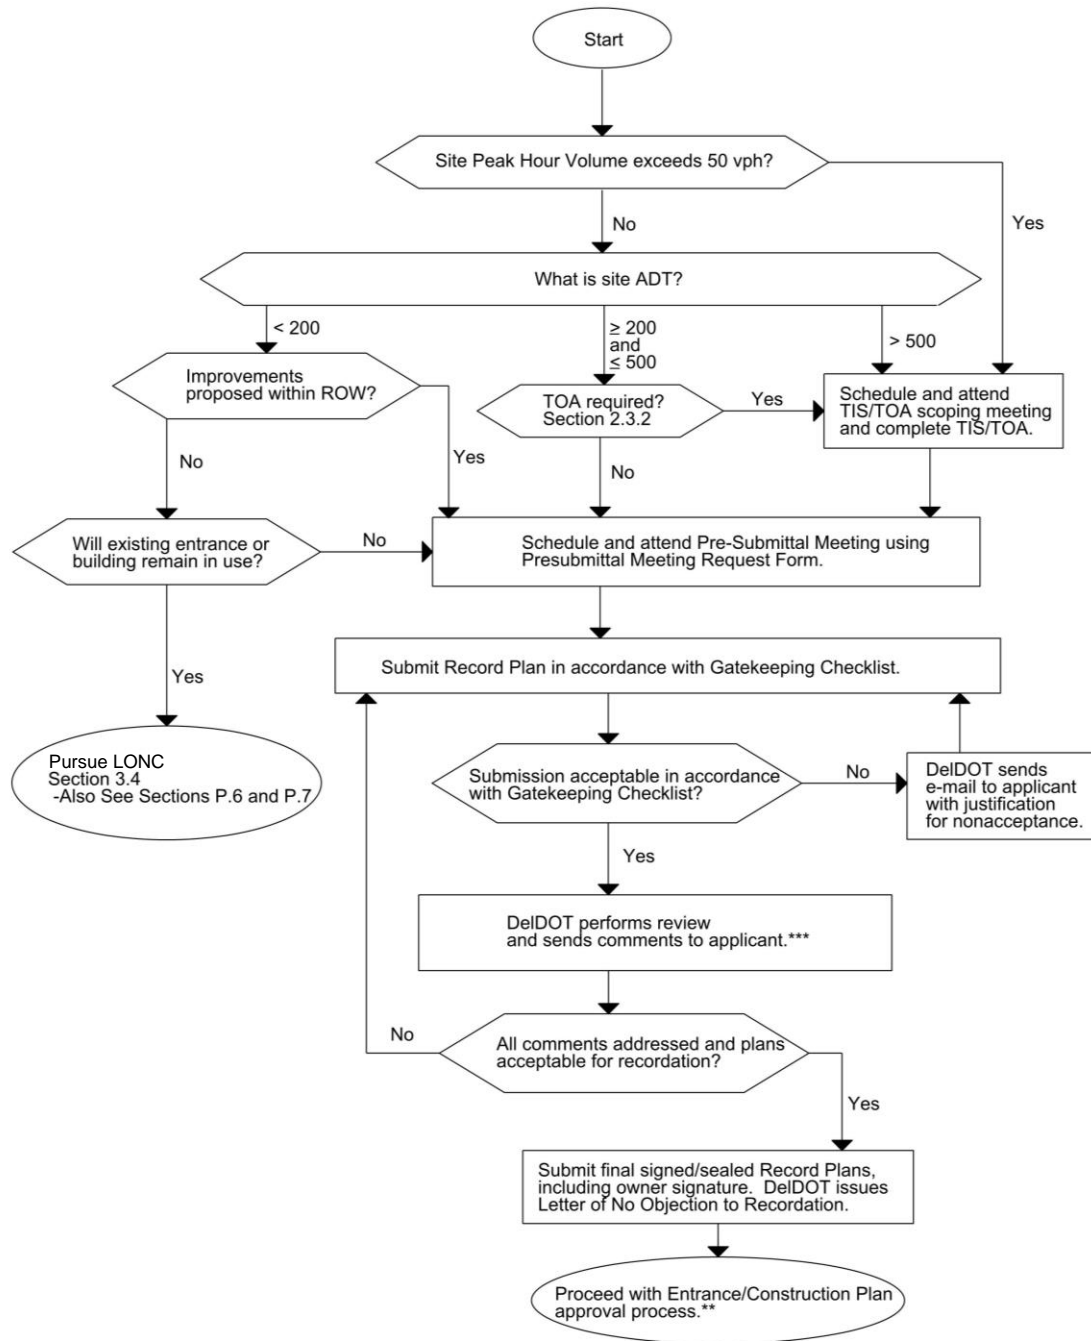 Start
Site Peak Hour Volume exceeds 50 vph?
Yes
No
What is site ADT?
< 200
≥ 200
and
≤ 500
> 500
Improvements
proposed within ROW?
TOA required?
Section 2.3.2
Yes
Schedule and attend
TIS/TOA scoping meeting
and complete TIS/TOA.
No
Yes
No
Will existing entrance or
building remain in use?
No
Schedule and attend Pre-Submittal Meeting using
Presubmittal Meeting Request Form.
Yes
Submit Record Plan in accordance with Gatekeeping Checklist.
Pursue LONC
Section 3.4
-Also See Sections P.6 and P.7
Submission acceptable in accordance
with Gatekeeping Checklist?
No
DelDOT sends
e-mail to applicant
with justification
for nonacceptance.
Yes
DelDOT performs review
and sends comments to applicant.***
No
All comments addressed and plans
acceptable for recordation?
Yes
Submit final signed/sealed Record Plans,
including owner signature.  DelDOT issues
Letter of No Objection to Recordation.
Proceed with Entrance/Construction Plan
approval process.**